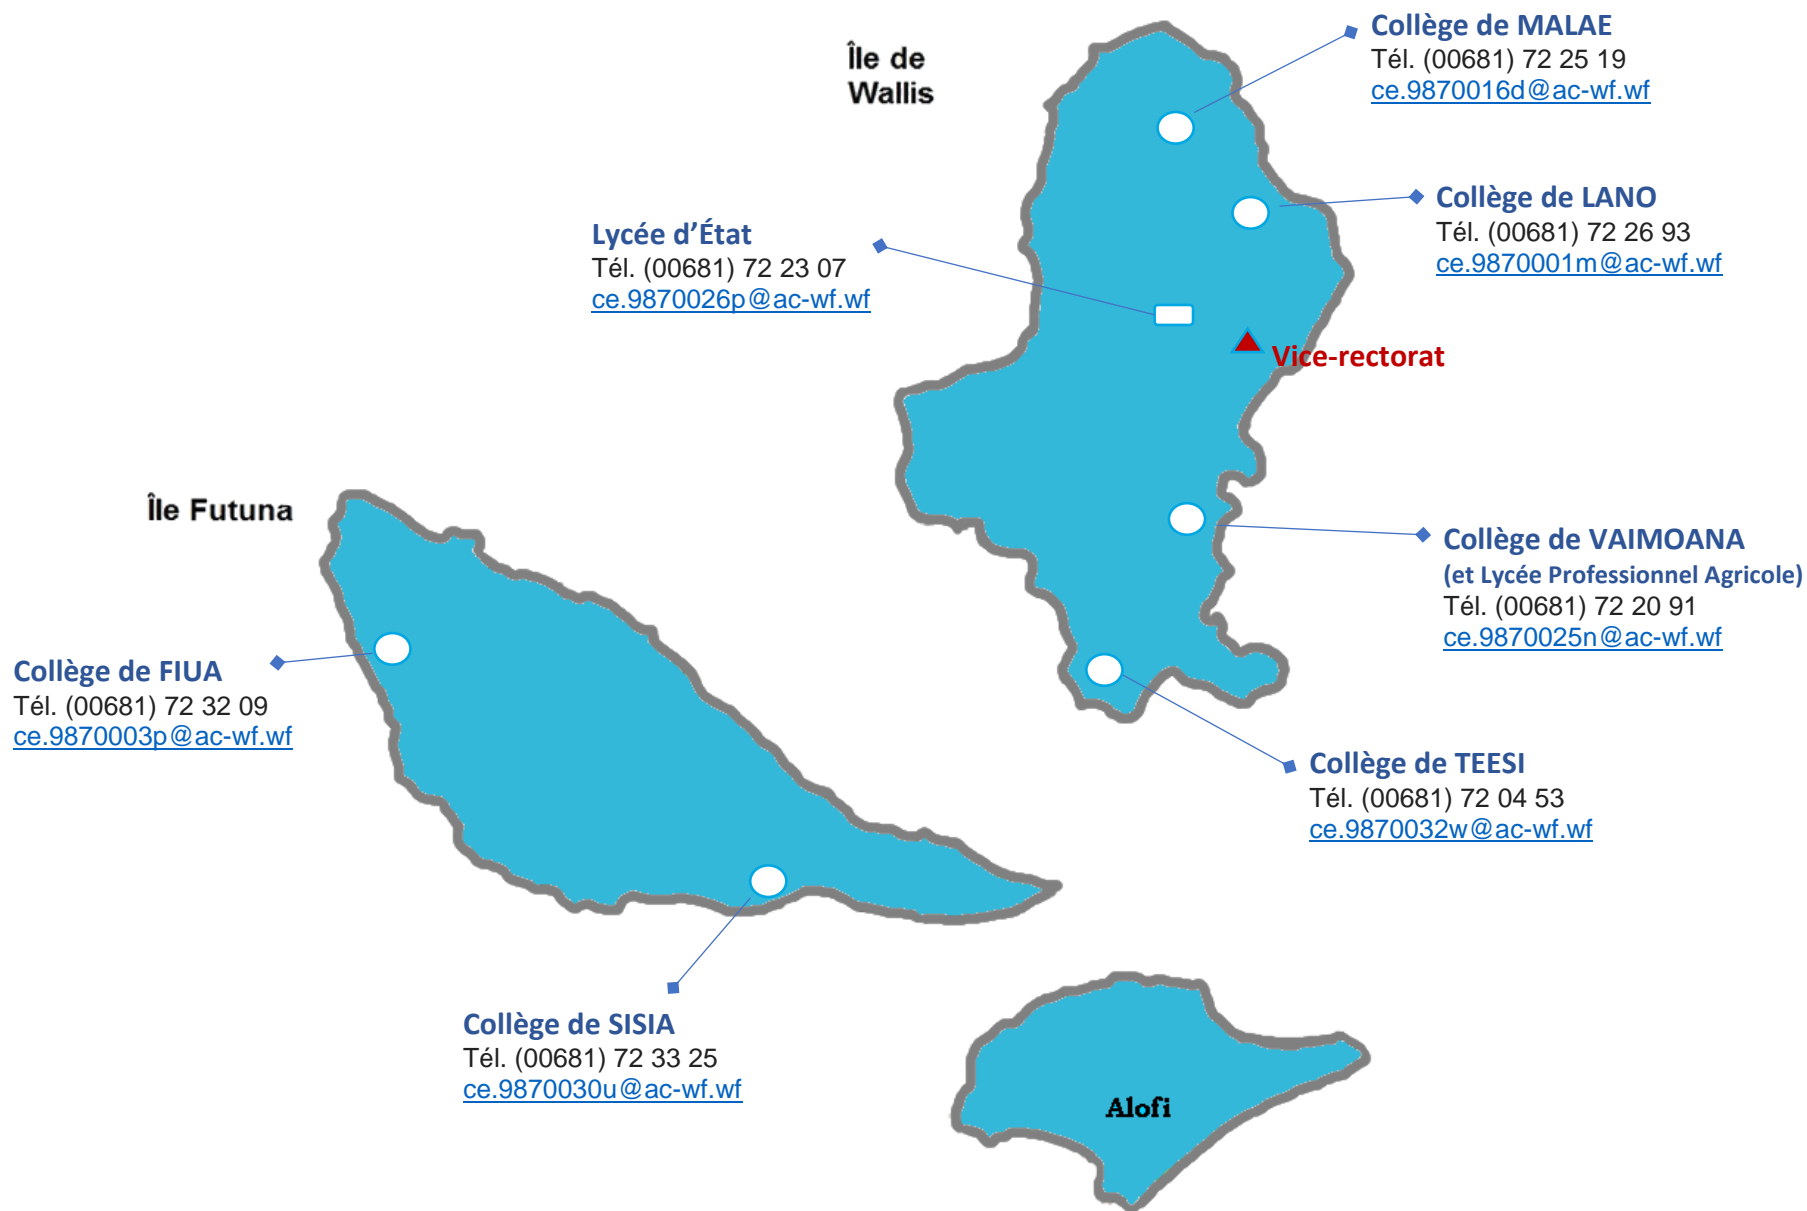 Collège de MALAE
Tél. (00681) 72 25 19
ce.9870016d@ac-wf.wf
Île de
Wallis
Collège de LANO
Tél. (00681) 72 26 93
ce.9870001m@ac-wf.wf
Lycée d’État
Tél. (00681) 72 23 07
ce.9870026p@ac-wf.wf
Vice-rectorat
Île Futuna
Collège de VAIMOANA
(et Lycée Professionnel Agricole)
Tél. (00681) 72 20 91
ce.9870025n@ac-wf.wf
Collège de FIUA
Tél. (00681) 72 32 09
ce.9870003p@ac-wf.wf
Collège de TEESI
Tél. (00681) 72 04 53
ce.9870032w@ac-wf.wf
Collège de SISIA
Tél. (00681) 72 33 25
ce.9870030u@ac-wf.wf
Alofi